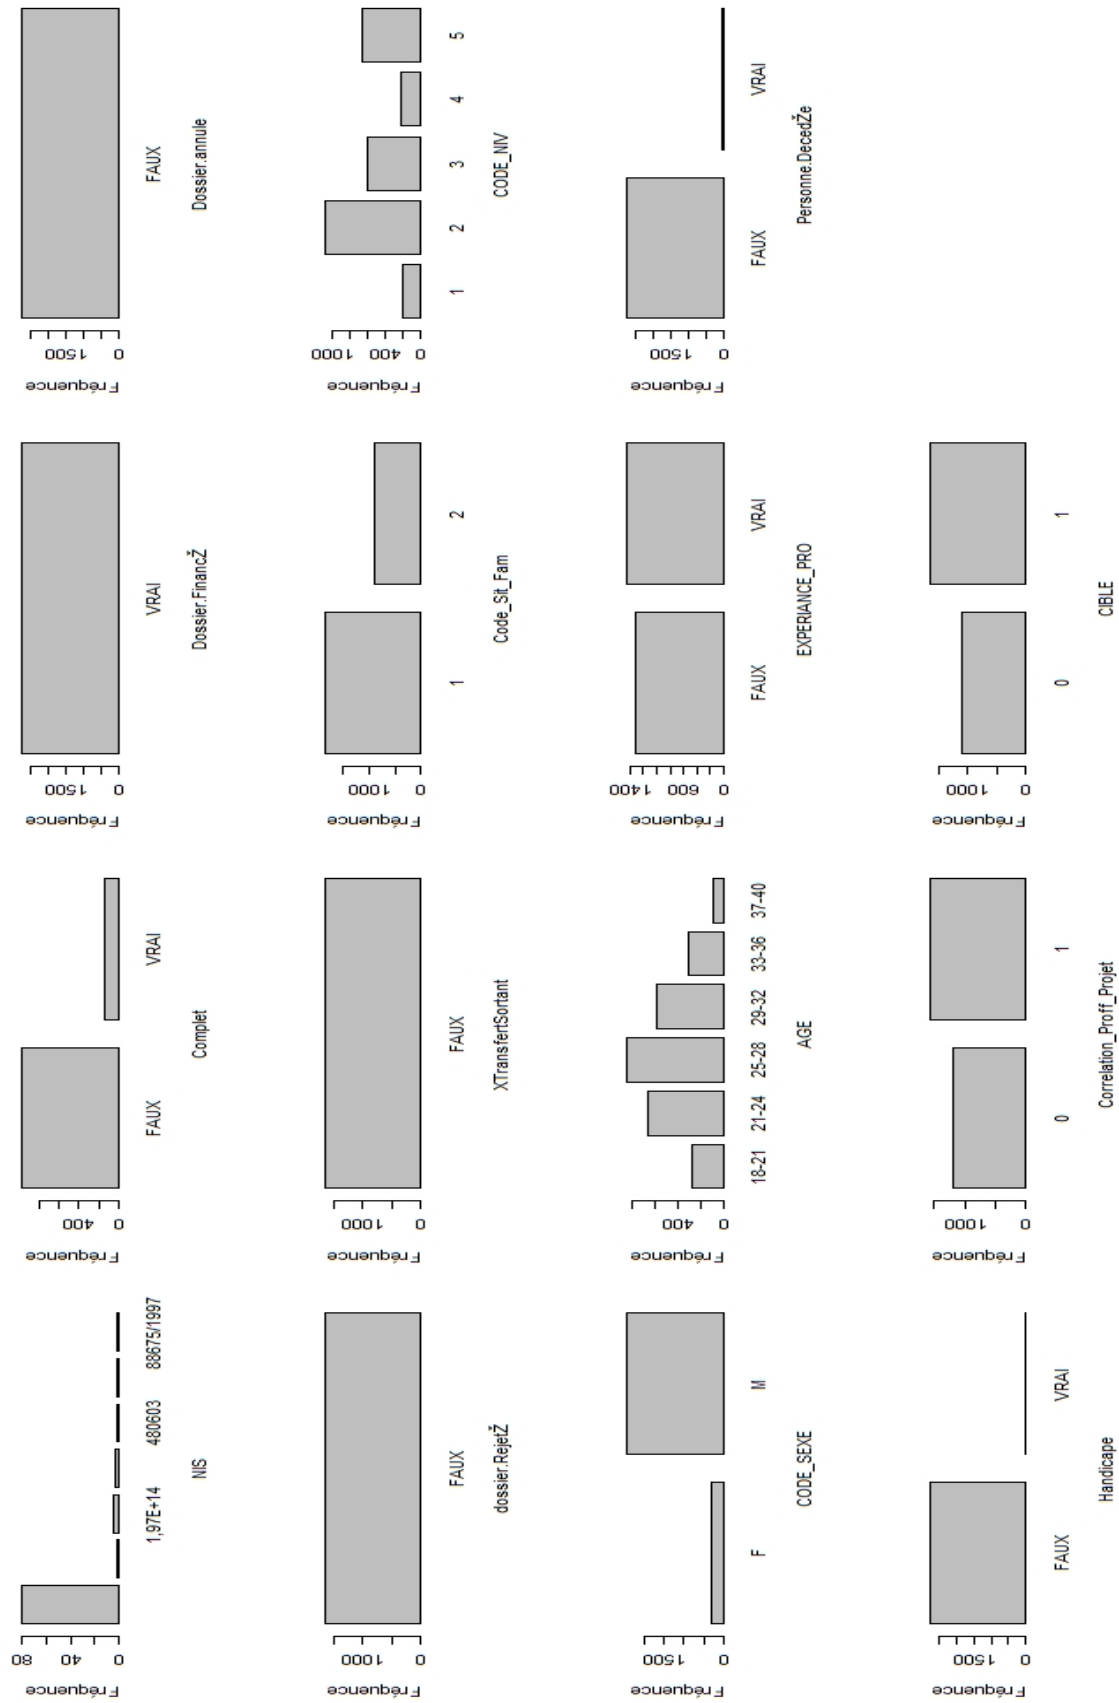 Fréquence
0 40 80
1,97E+14 480603 88675/1997
NIS
Fréquence
0 400
FAUX VRAI
Complet
Fréquence
0 1500
VRAI
Dossier.FinancŽ
Fréquence
0 1500
FAUX
Dossier.annule
Fréquence
0 1000
FAUX
dossier.RejetŽ
Fréquence
0 1000
FAUX
XTransfertSortant
Fréquence
0 1000
1 2
Code_Sit_Fam
Fréquence
0 400 1000
1 2 3 4 5
CODE_NIV
Fréquence
0 1500
F M
CODE_SEXE
Fréquence
0 400
18-21 21-24 25-28 29-32 33-36 37-40
AGE
Fréquence
0 600 1400
FAUX VRAI
EXPERIANCE_PRO
Fréquence
0 1500
FAUX VRAI
Personne.DecedŽe
Fréquence
0 1500
FAUX VRAI
Handicape
Fréquence
0 1000
0 1
Correlation_Proff_Projet
Fréquence
0 1000
0 1
CIBLE